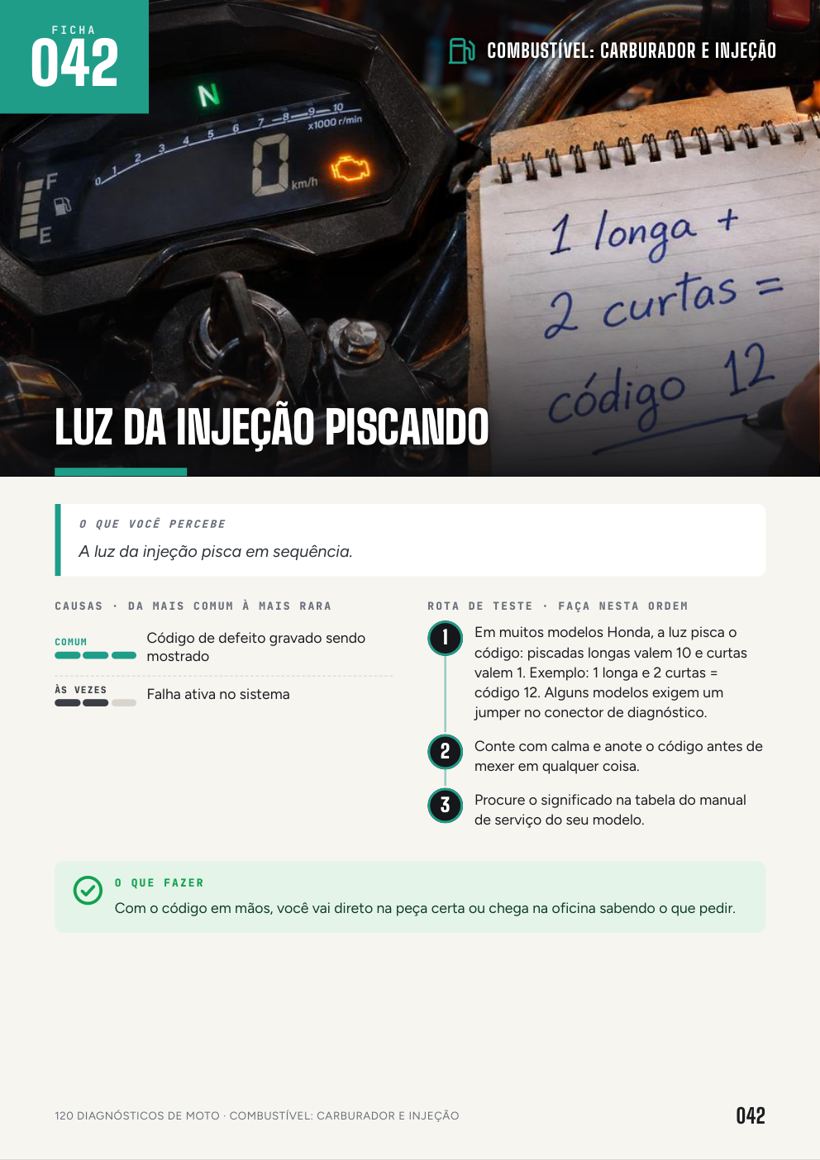 FICHA
042
COMBUSTÍVEL: CARBURADOR E INJEÇÃO
N
0 1 2 3 4 5 6 7 8 9 10
x1000 r/min
0 km/h
F
E
1 longa +
2 curtas =
código 12
LUZ DA INJEÇÃO PISCANDO
O QUE VOCÊ PERCEBE
A luz da injeção pisca em sequência.
CAUSAS · DA MAIS COMUM À MAIS RARA
COMUM
Código de defeito gravado sendo
mostrado
ÀS VEZES
Falha ativa no sistema
ROTA DE TESTE · FAÇA NESTA ORDEM
1
Em muitos modelos Honda, a luz pisca o
código: piscadas longas valem 10 e curtas
valem 1. Exemplo: 1 longa e 2 curtas =
código 12. Alguns modelos exigem um
jumper no conector de diagnóstico.
2
Conte com calma e anote o código antes de
mexer em qualquer coisa.
3
Procure o significado na tabela do manual
de serviço do seu modelo.
O QUE FAZER
Com o código em mãos, você vai direto na peça certa ou chega na oficina sabendo o que pedir.
120 DIAGNÓSTICOS DE MOTO · COMBUSTÍVEL: CARBURADOR E INJEÇÃO
042